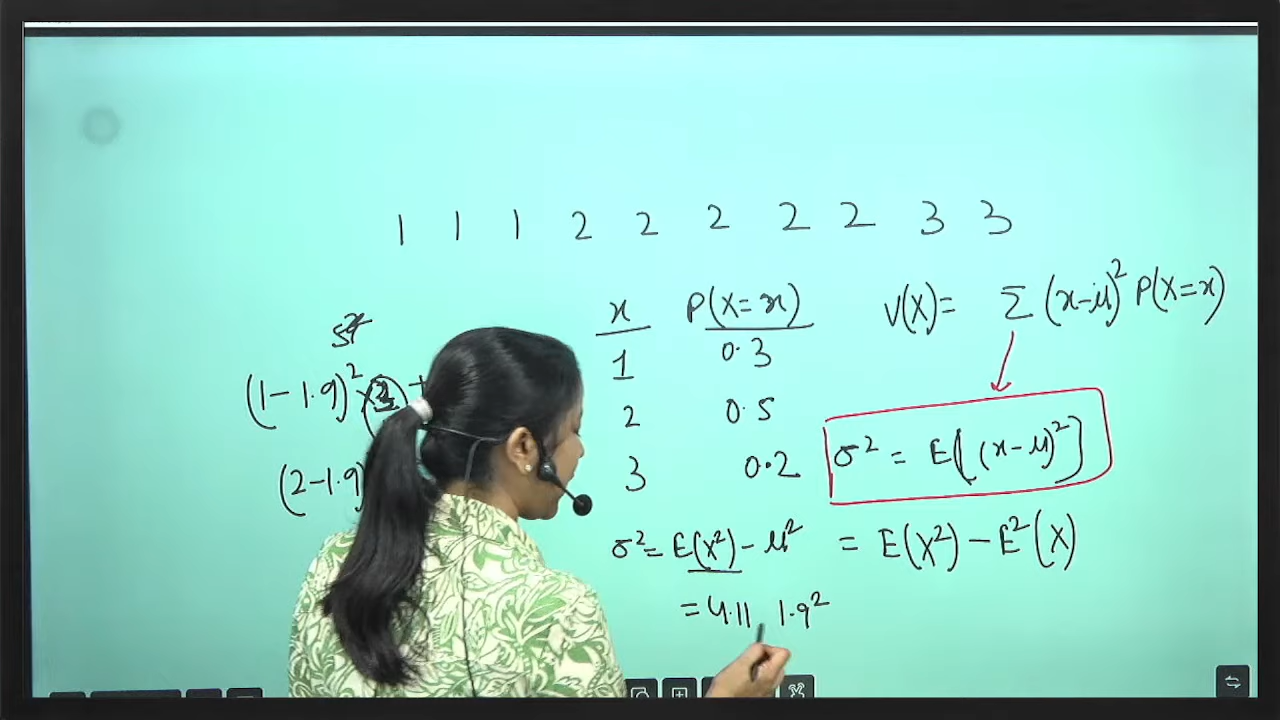 1 1 1 2 2 2 2 2 3 3
x P(X=x)
1 0.3
2 0.5
3 0.2
V(X)= Σ (x-μ)² P(X=x)
σ² = E[(x-μ)²]
(1-1.9)²
(2-1.9)
σ²= E(X²) - μ² = E(X²) - E²(X)
= 4.11 1.9²